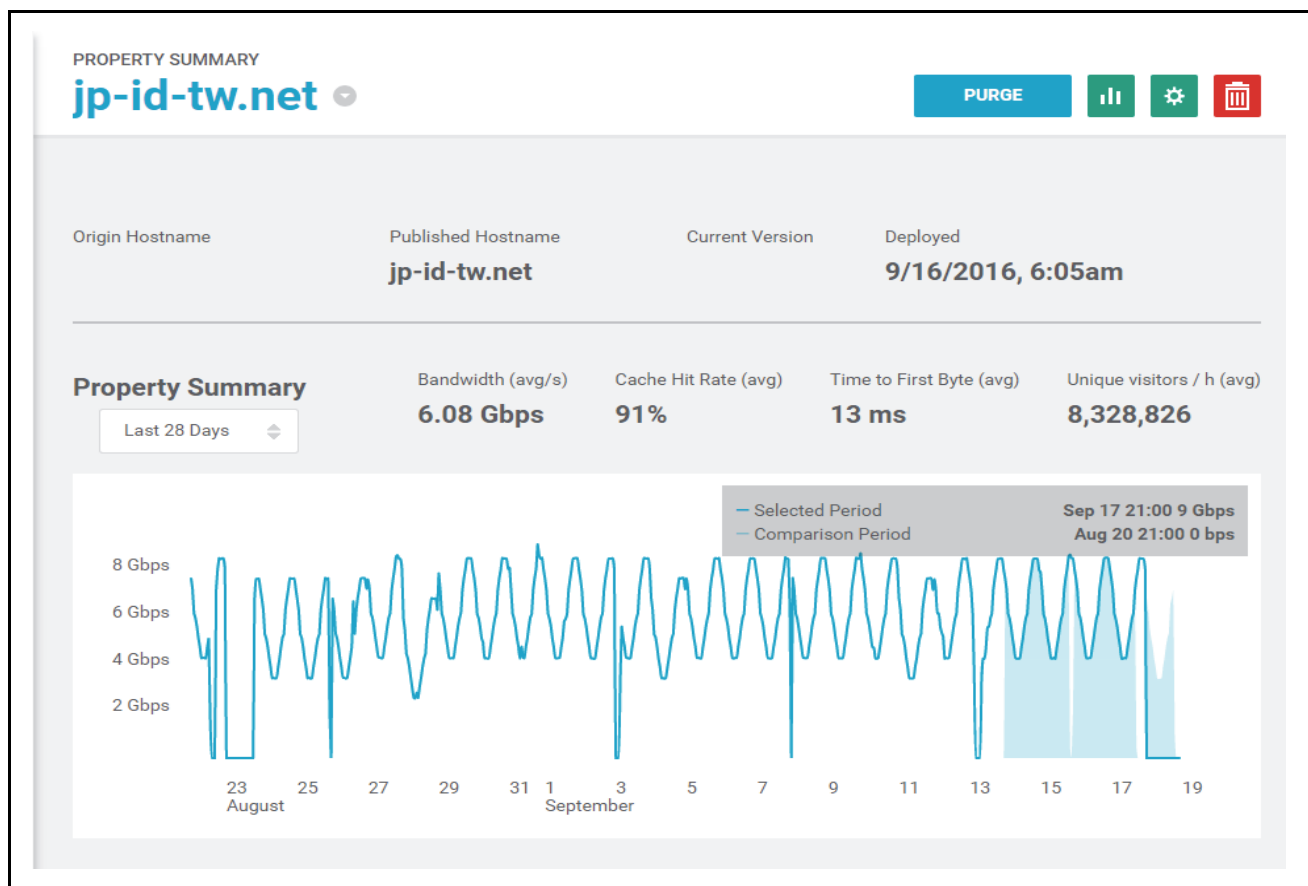 PROPERTY SUMMARY
jp-id-tw.net
PURGE
Origin Hostname
Published Hostname
Current Version
Deployed
jp-id-tw.net
9/16/2016, 6:05am
Property Summary
Last 28 Days
Bandwidth (avg/s)
6.08 Gbps
Cache Hit Rate (avg)
91%
Time to First Byte (avg)
13 ms
Unique visitors / h (avg)
8,328,826
Selected Period Sep 17 21:00 9 Gbps
Comparison Period Aug 20 21:00 0 bps
8 Gbps
6 Gbps
4 Gbps
2 Gbps
23 25 27 29 31 1 3 5 7 9 11 13 15 17 19
August September